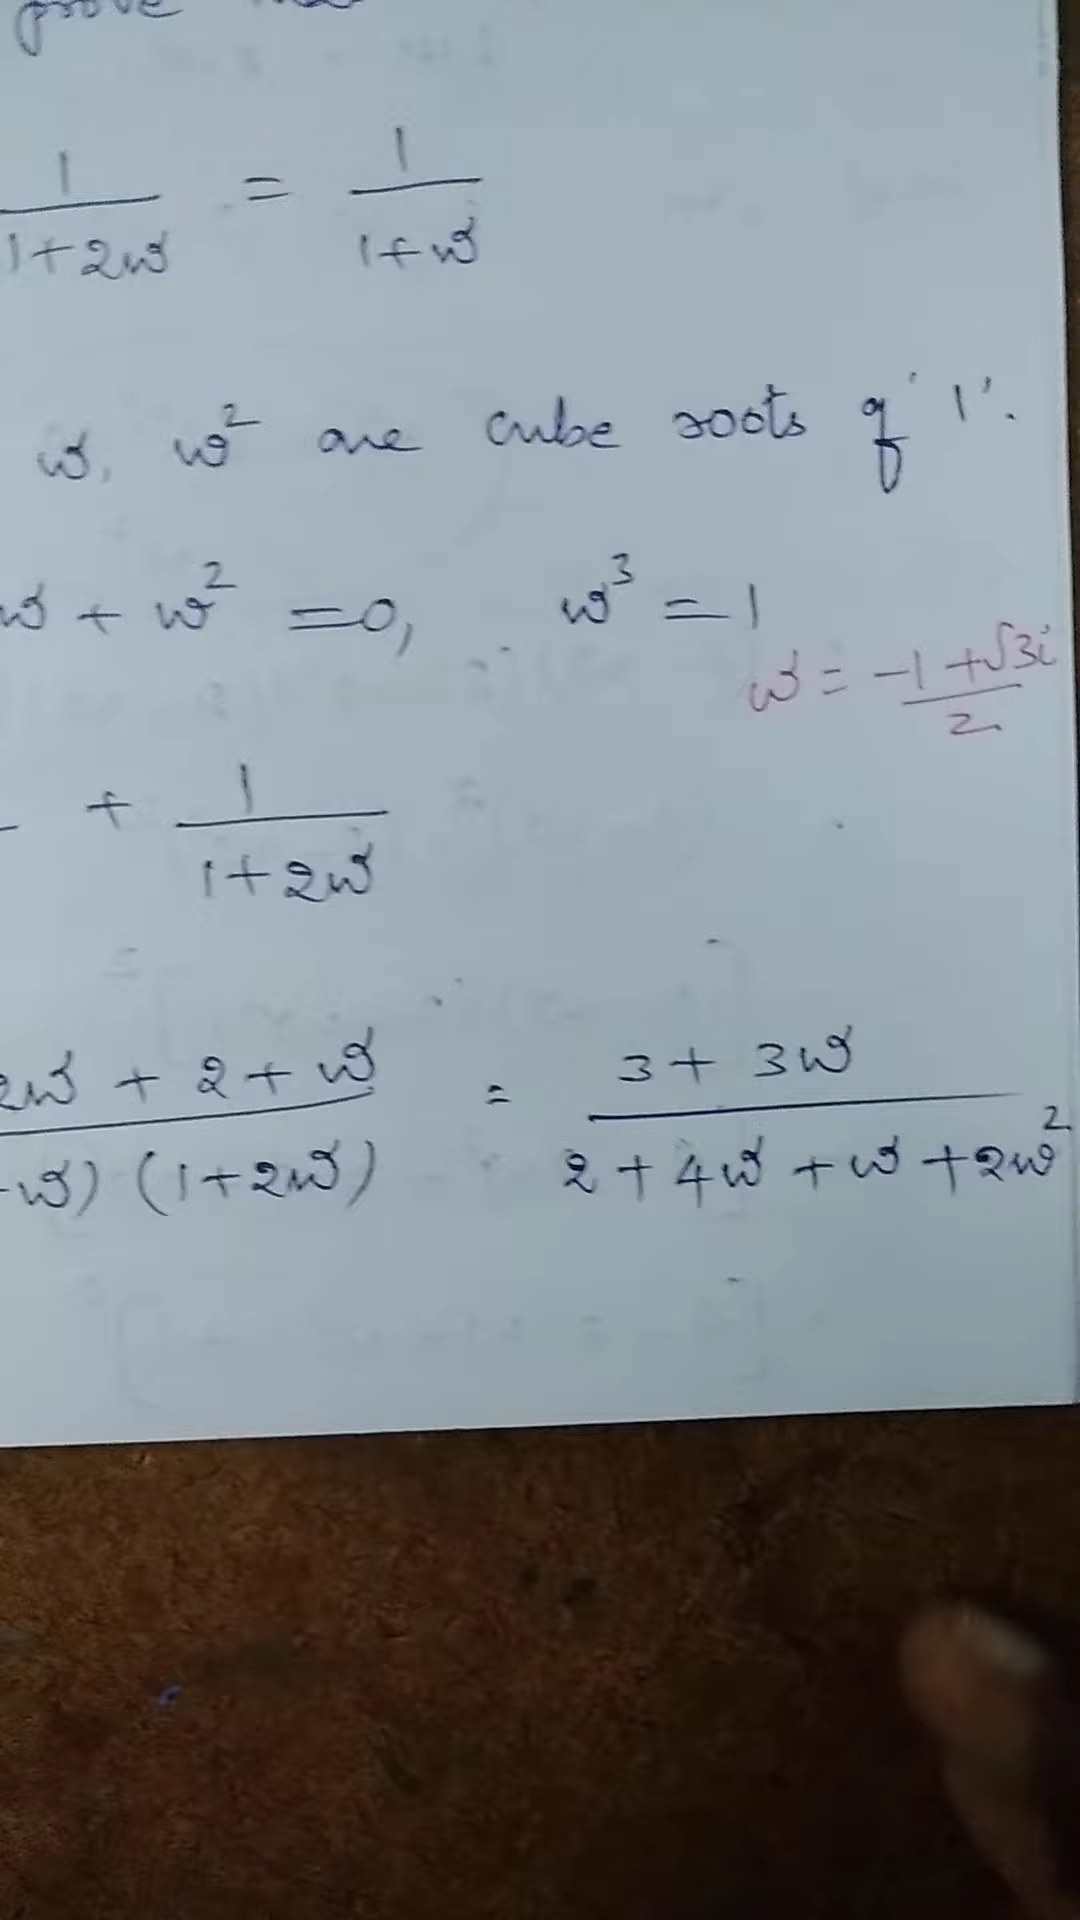 prove
1/(1+2ω) = 1/(1+ω)
ω, ω² are cube roots of '1'.
ω + ω² = 0, ω³ = 1
ω = (-1+√3i)/2
+ 1/(1+2ω)
2ω + 2 + ω / -ω) (1+2ω) = (3 + 3ω)/(2 + 4ω + ω + 2ω²)